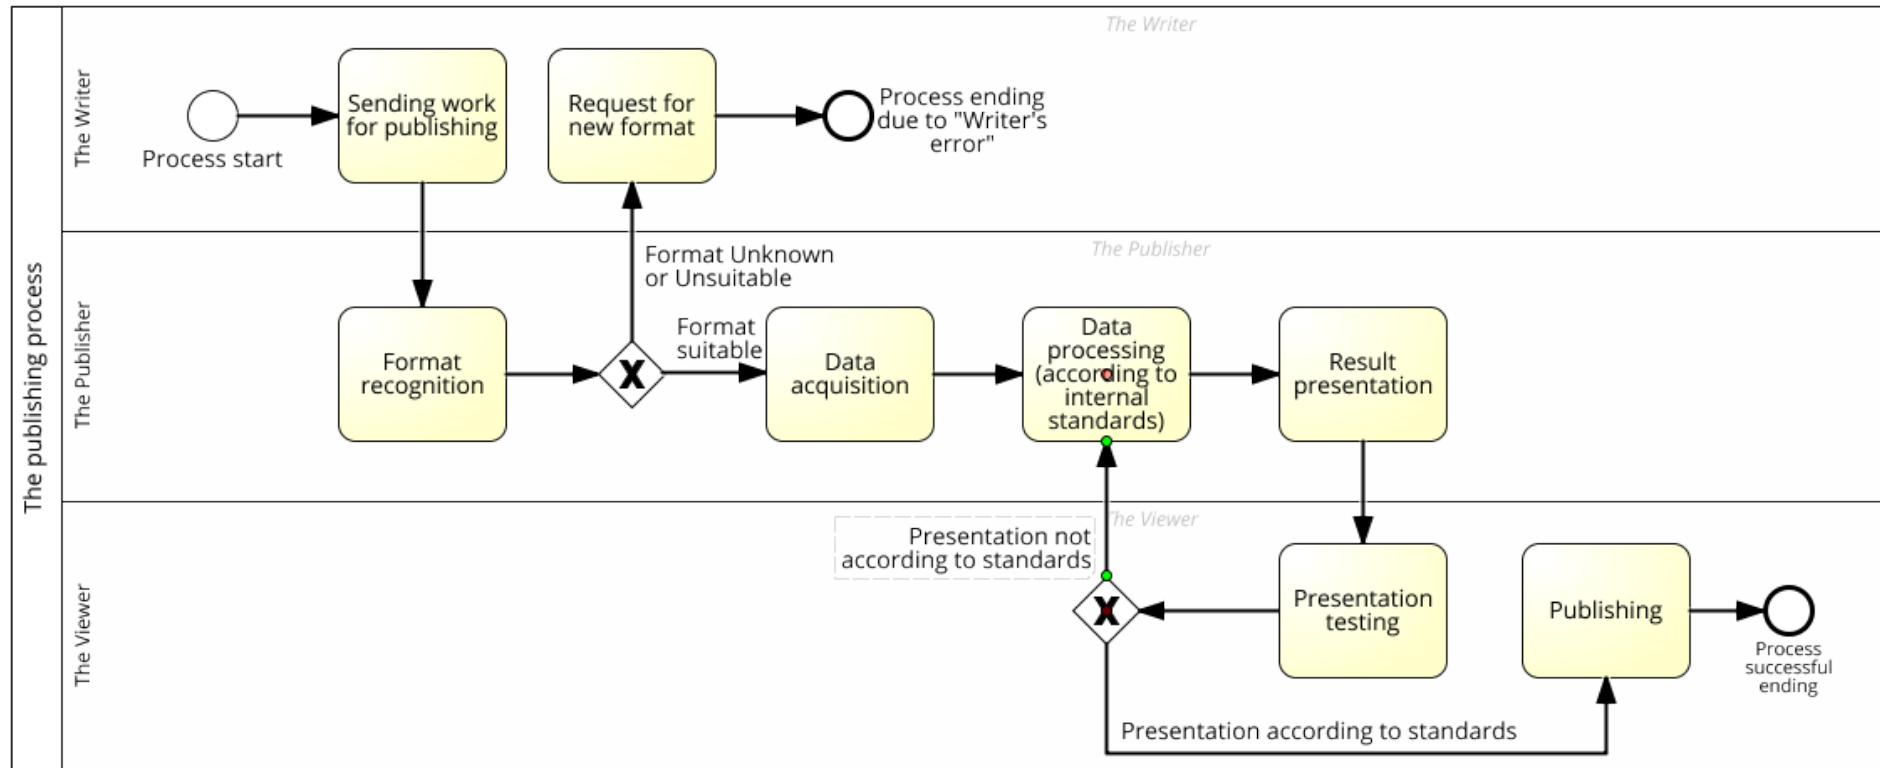 The publishing process
The Writer
The Writer
Process start
Sending work
for publishing
Request for
new format
Process ending
due to "Writer's
error"
The Publisher
The Publisher
Format Unknown
or Unsuitable
Format
recognition
X
Format
suitable
Data
acquisition
Data
processing
(according to
internal
standards)
Result
presentation
The Viewer
The Viewer
Presentation not
according to standards
X
Presentation
testing
Publishing
Process
successful
ending
Presentation according to standards